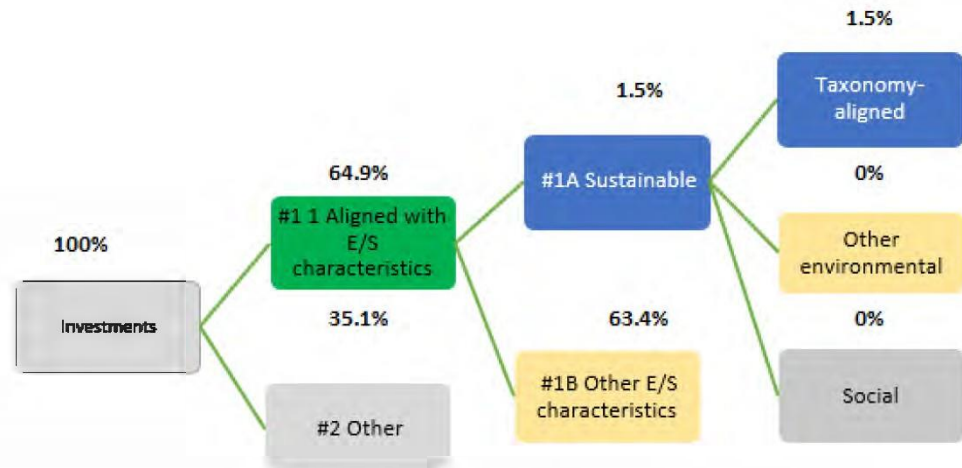 100%
Investments
64.9%
#1 1 Aligned with
E/S
characteristics
35.1%
#2 Other
1.5%
#1A Sustainable
63.4%
#1B Other E/S
characteristics
1.5%
Taxonomy-
aligned
0%
Other
environmental
0%
Social